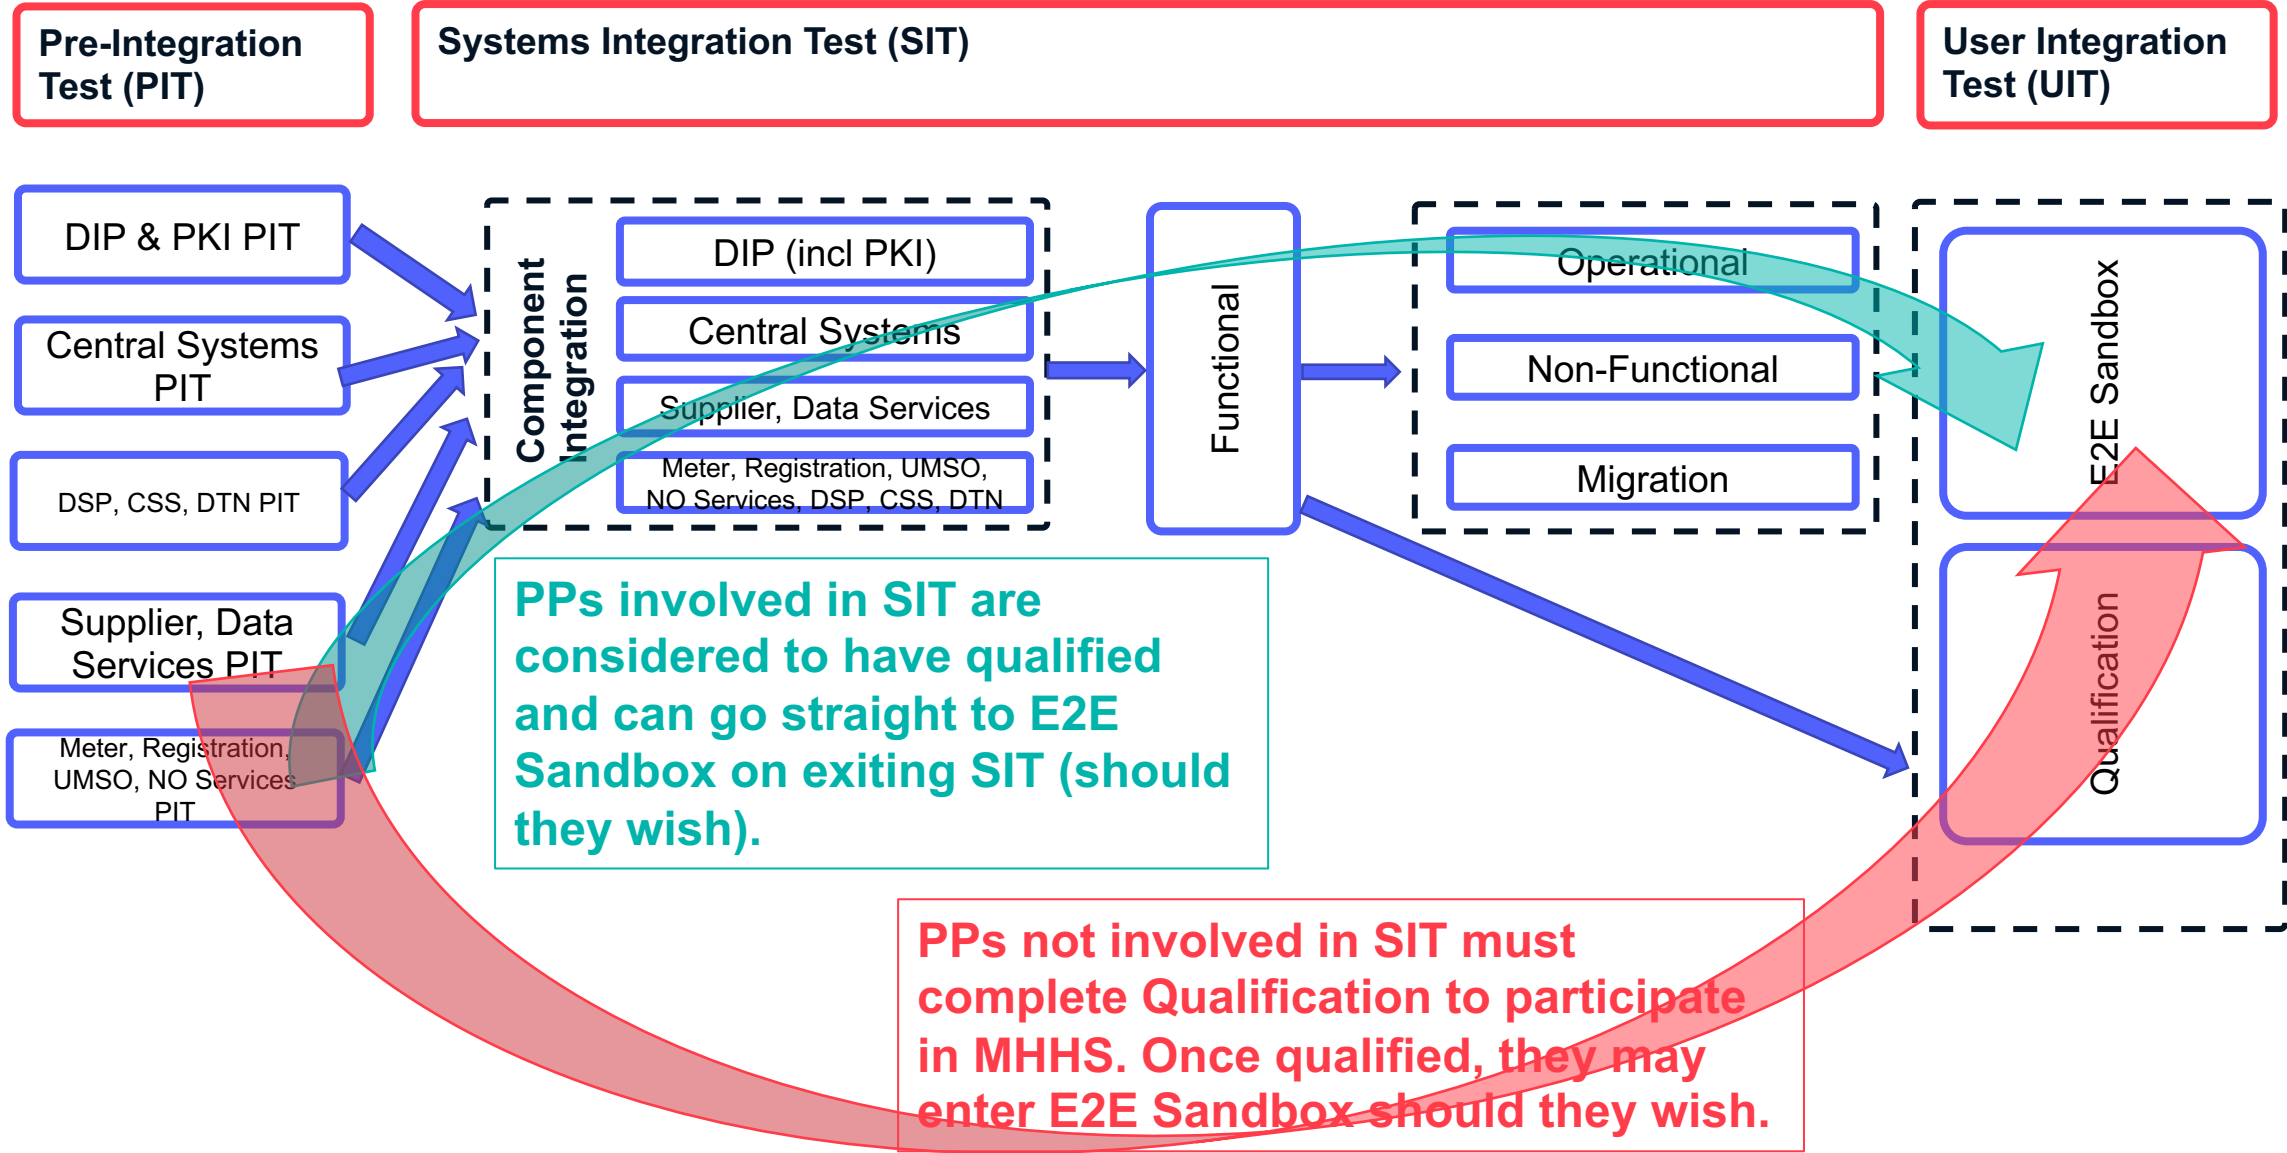 Pre-Integration
Test (PIT)
Systems Integration Test (SIT)
User Integration
Test (UIT)
DIP & PKI PIT
Central Systems
PIT
DSP, CSS, DTN PIT
Supplier, Data
Services PIT
Meter, Registration,
UMSO, NO Services
PIT
Component
Integration
DIP (incl PKI)
Central Systems
Supplier, Data Services
Meter, Registration, UMSO,
NO Services, DSP, CSS, DTN
Functional
Operational
Non-Functional
Migration
E2E Sandbox
Qualification
PPs involved in SIT are
considered to have qualified
and can go straight to E2E
Sandbox on exiting SIT (should
they wish).
PPs not involved in SIT must
complete Qualification to participate
in MHHS. Once qualified, they may
enter E2E Sandbox should they wish.